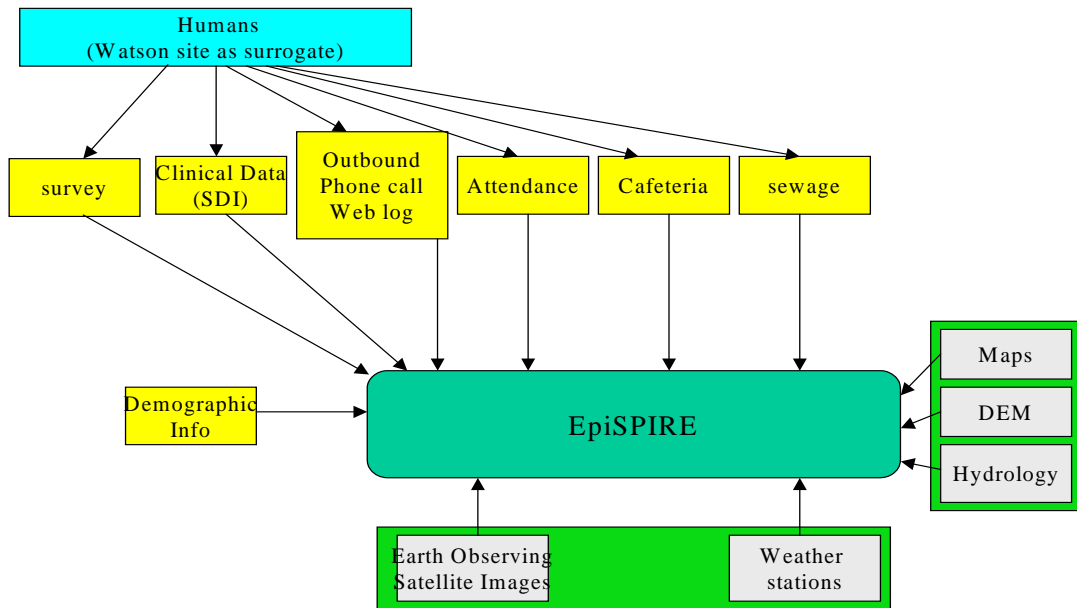 Humans
(Watson site as surrogate)
survey
Clinical Data
(SDI)
Outbound
Phone call
Web log
Attendance
Cafeteria
sewage
Maps
DEM
Hydrology
Demographic
Info
EpiSPIRE
Earth Observing
Satellite Images
Weather
stations